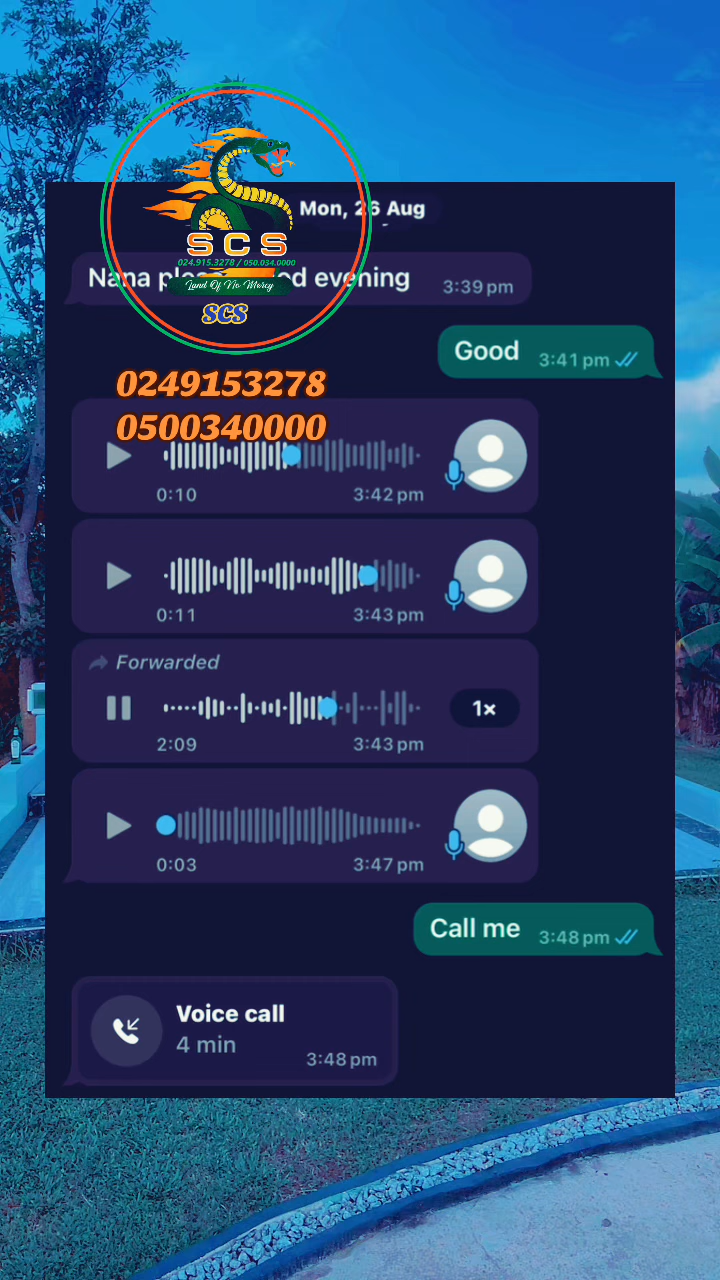 Mon, 26 Aug
SCS
024.915.3278 / 050.034.0000
Land Of No Mercy
SCS
Nana evening
3:39 pm
Good
3:41 pm
0249153278
0500340000
0:10
3:42 pm
0:11
3:43 pm
Forwarded
1×
2:09
3:43 pm
0:03
3:47 pm
Call me
3:48 pm
Voice call
4 min
3:48 pm